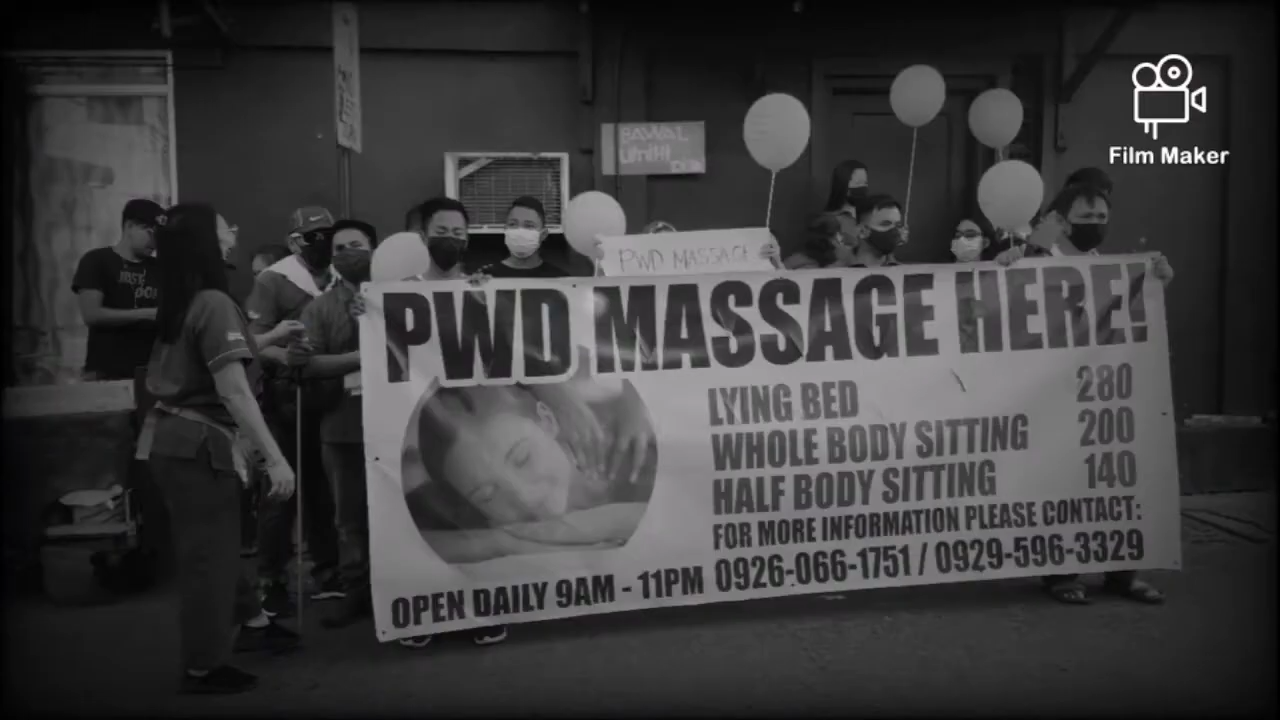 Film Maker
BAWAL
UMIHI
PWD MASSAGE
PWD MASSAGE HERE!
LYING BED 280
WHOLE BODY SITTING 200
HALF BODY SITTING 140
FOR MORE INFORMATION PLEASE CONTACT:
OPEN DAILY 9AM - 11PM 0926-066-1751 / 0929-596-3329
JUST